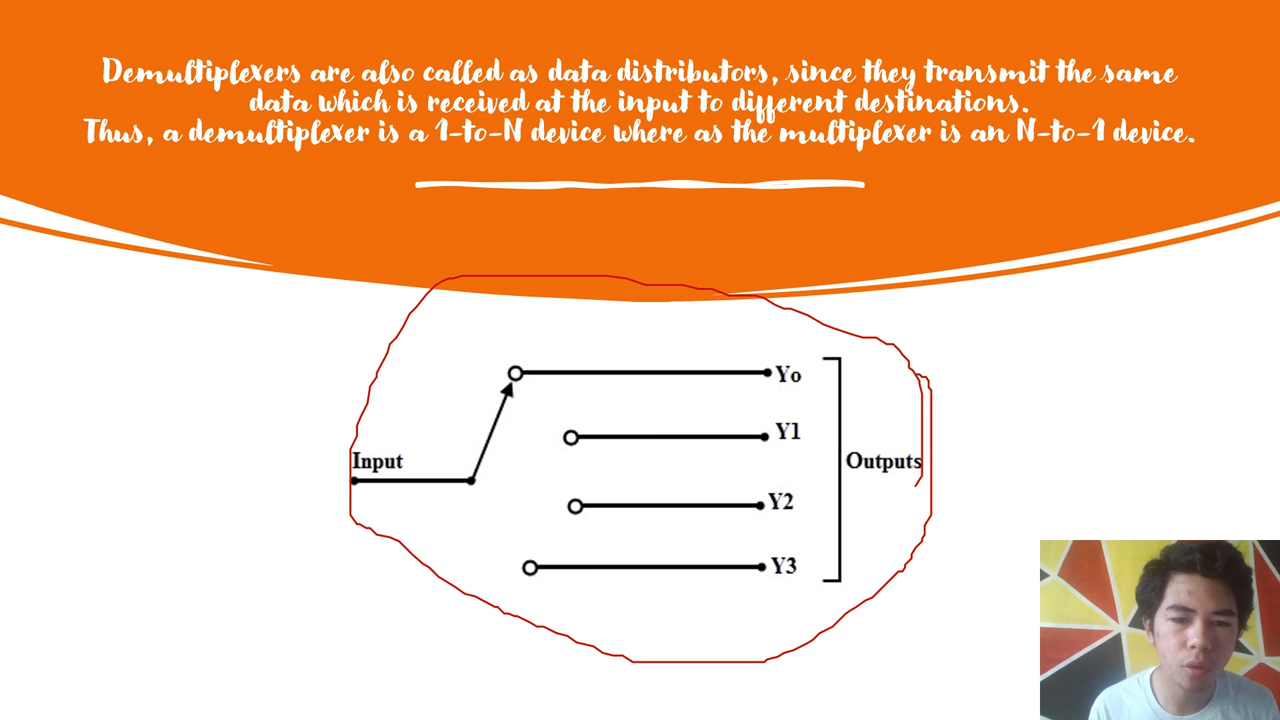 Demultiplexers are also called as data distributors, since they transmit the same
data which is received at the input to different destinations.
Thus, a demultiplexer is a 1-to-N device where as the multiplexer is an N-to-1 device.
Yo
Y1
Input
Outputs
Y2
Y3